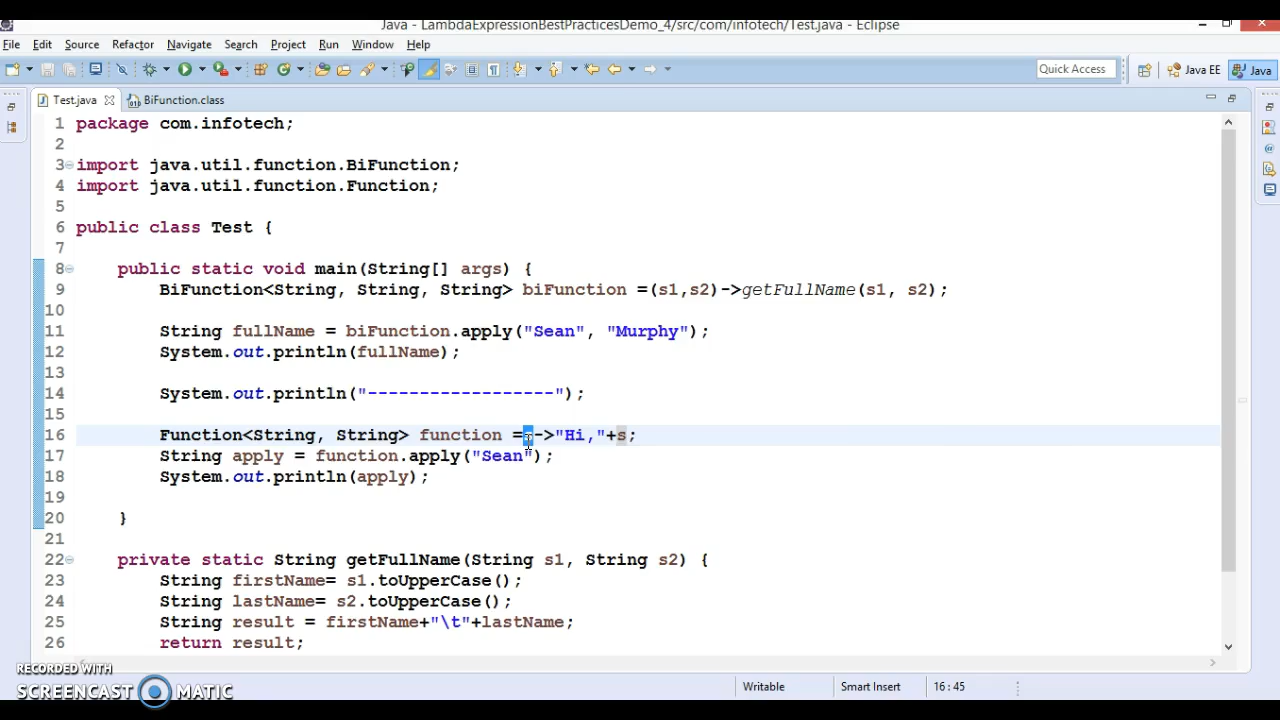 Java - LambdaExpressionBestPracticesDemo_4/src/com/infotech/Test.java - Eclipse
File Edit Source Refactor Navigate Search Project Run Window Help
Quick Access Java EE Java
Test.java BiFunction.class
1 package com.infotech;
2
3 import java.util.function.BiFunction;
4 import java.util.function.Function;
5
6 public class Test {
7
8 public static void main(String[] args) {
9 BiFunction<String, String, String> biFunction =(s1,s2)->getFullName(s1, s2);
10
11 String fullName = biFunction.apply("Sean", "Murphy");
12 System.out.println(fullName);
13
14 System.out.println("------------------");
15
16 Function<String, String> function =s->"Hi,"+s;
17 String apply = function.apply("Sean");
18 System.out.println(apply);
19
20 }
21
22 private static String getFullName(String s1, String s2) {
23 String firstName= s1.toUpperCase();
24 String lastName= s2.toUpperCase();
25 String result = firstName+"\t"+lastName;
26 return result;
RECORDED WITH
SCREENCAST MATIC
Writable Smart Insert 16:45